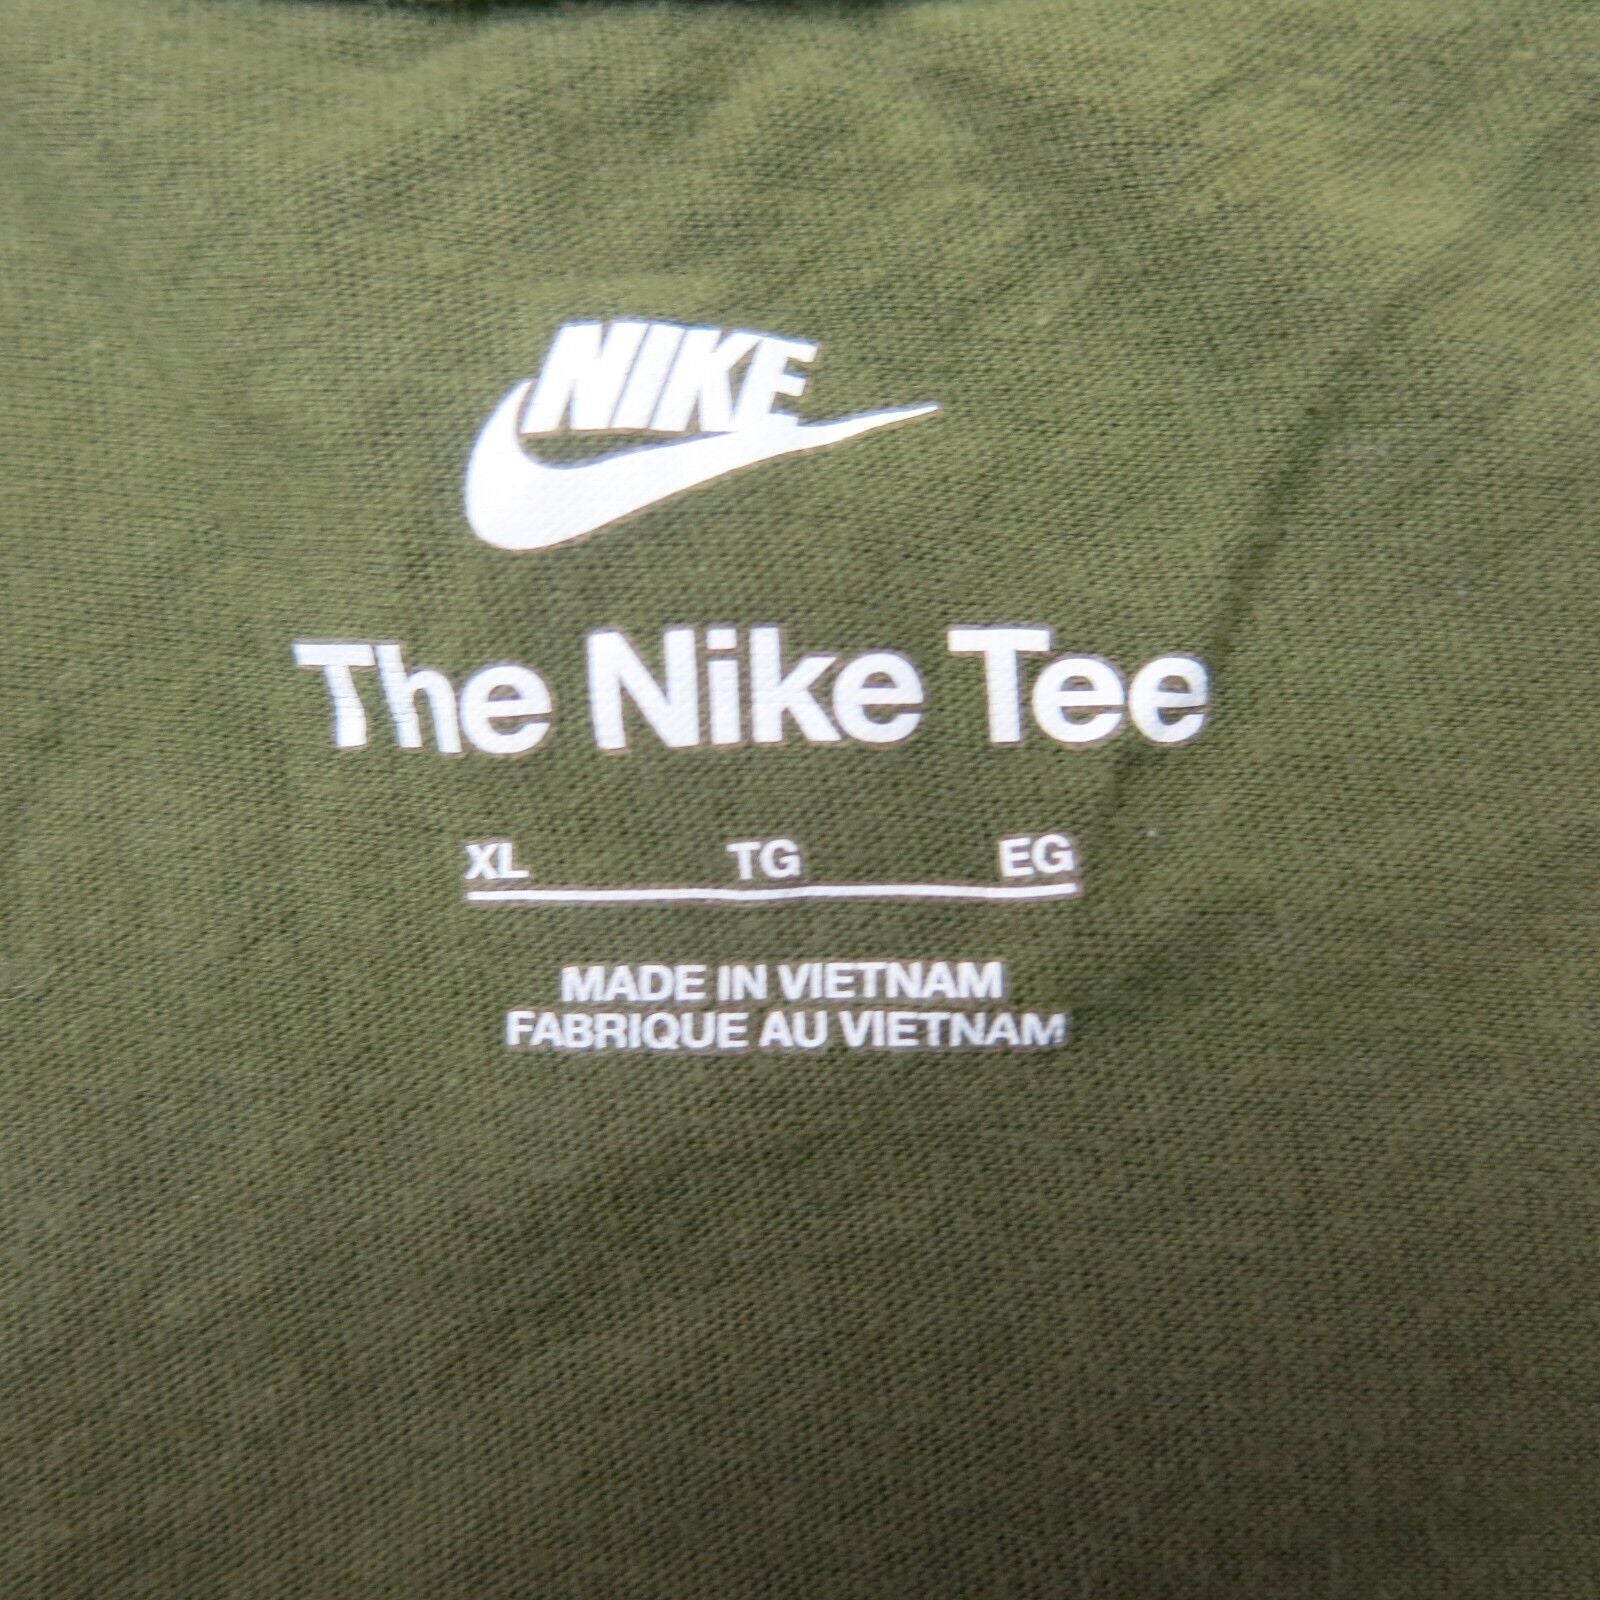 NIKE
The Nike Tee
XL TG EG
MADE IN VIETNAM
FABRIQUE AU VIETNAM